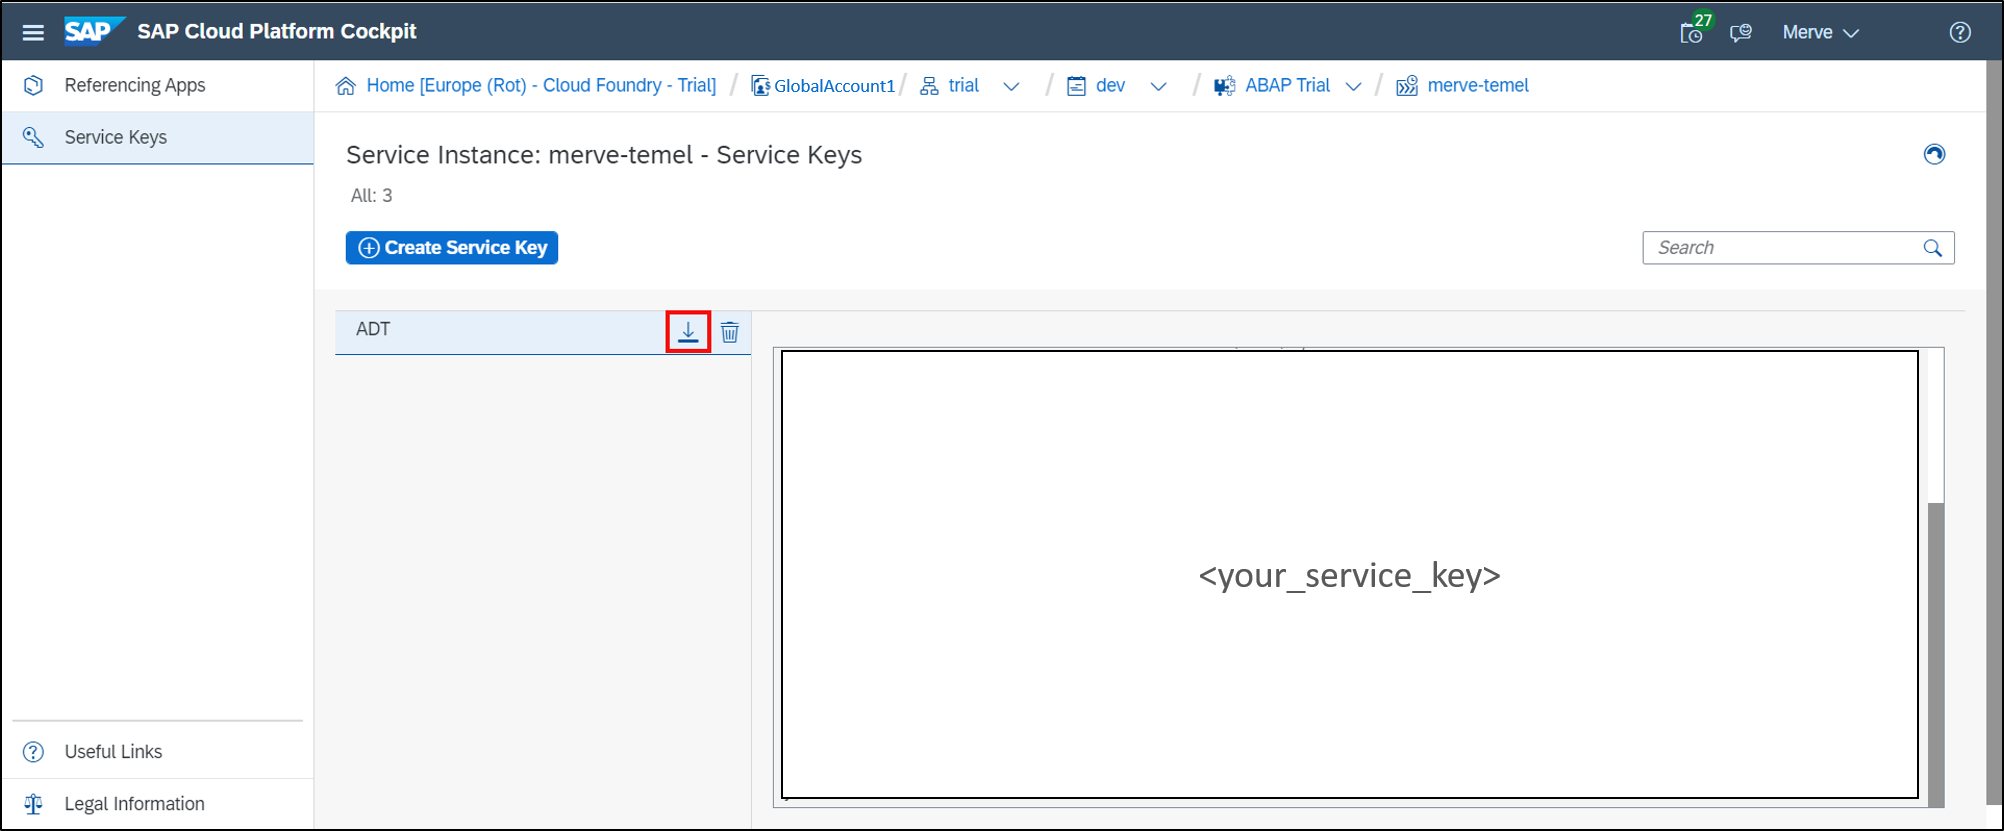 SAP SAP Cloud Platform Cockpit 27 Merve
Referencing Apps
Service Keys
Home [Europe (Rot) - Cloud Foundry - Trial] / GlobalAccount1 / trial / dev / ABAP Trial / merve-temel
Service Instance: merve-temel - Service Keys
All: 3
Create Service Key
Search
ADT
<your_service_key>
Useful Links
Legal Information